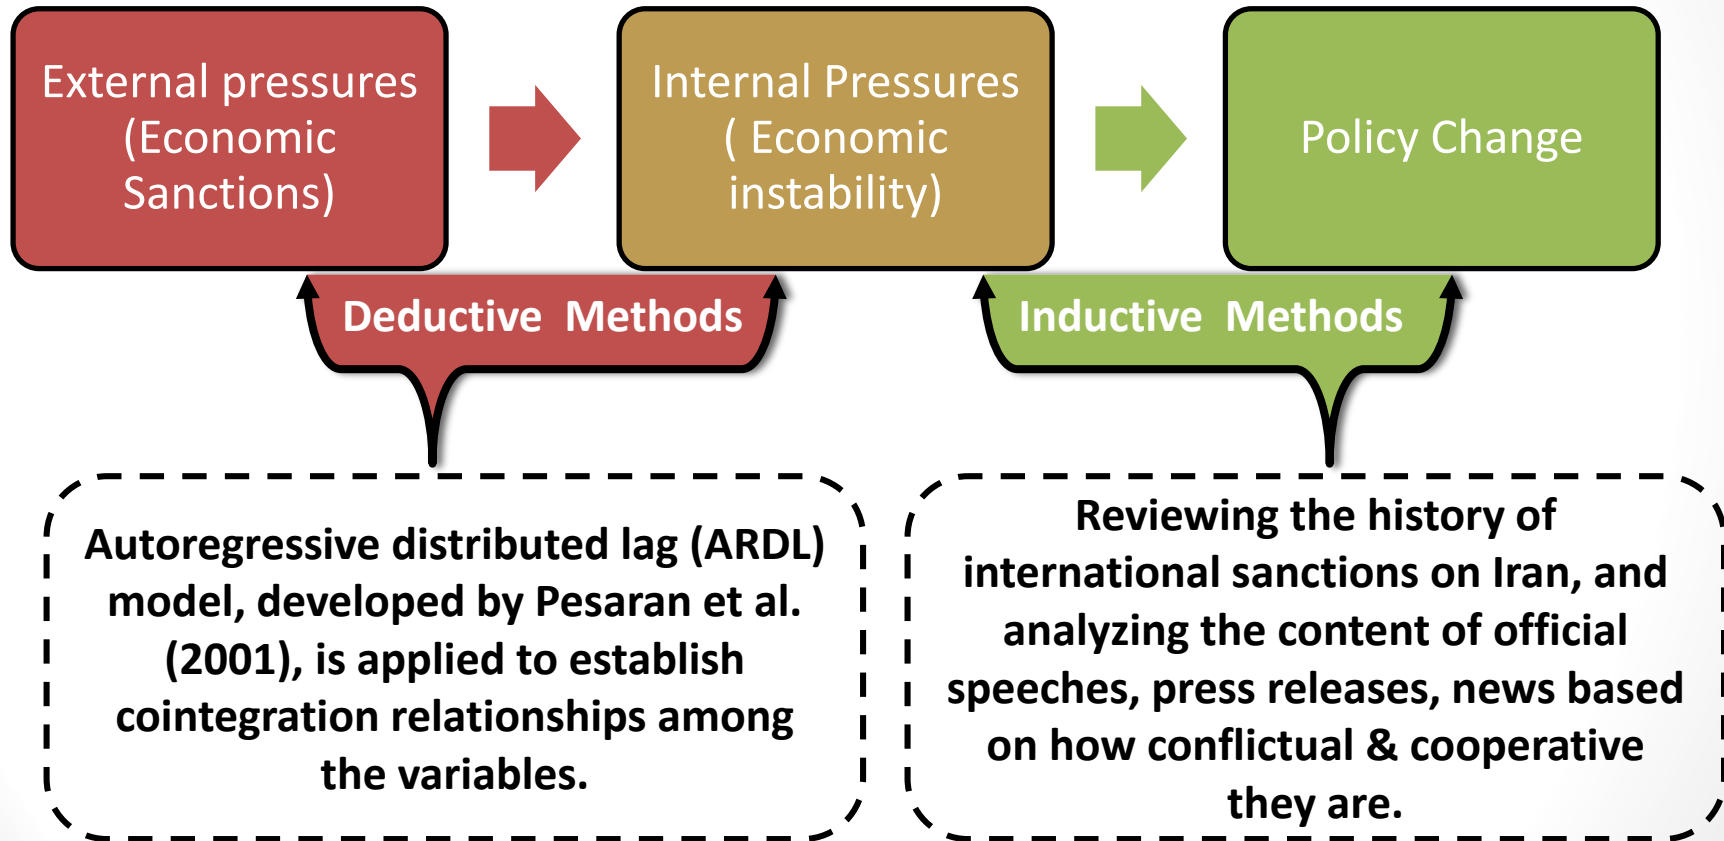 External pressures
(Economic
Sanctions)
Internal Pressures
( Economic
instability)
Policy Change
Deductive  Methods
Inductive  Methods
Autoregressive distributed lag (ARDL)
model, developed by Pesaran et al.
(2001), is applied to establish
cointegration relationships among
the variables.
Reviewing the history of
international sanctions on Iran, and
analyzing the content of official
speeches, press releases, news based
on how conflictual & cooperative
they are.